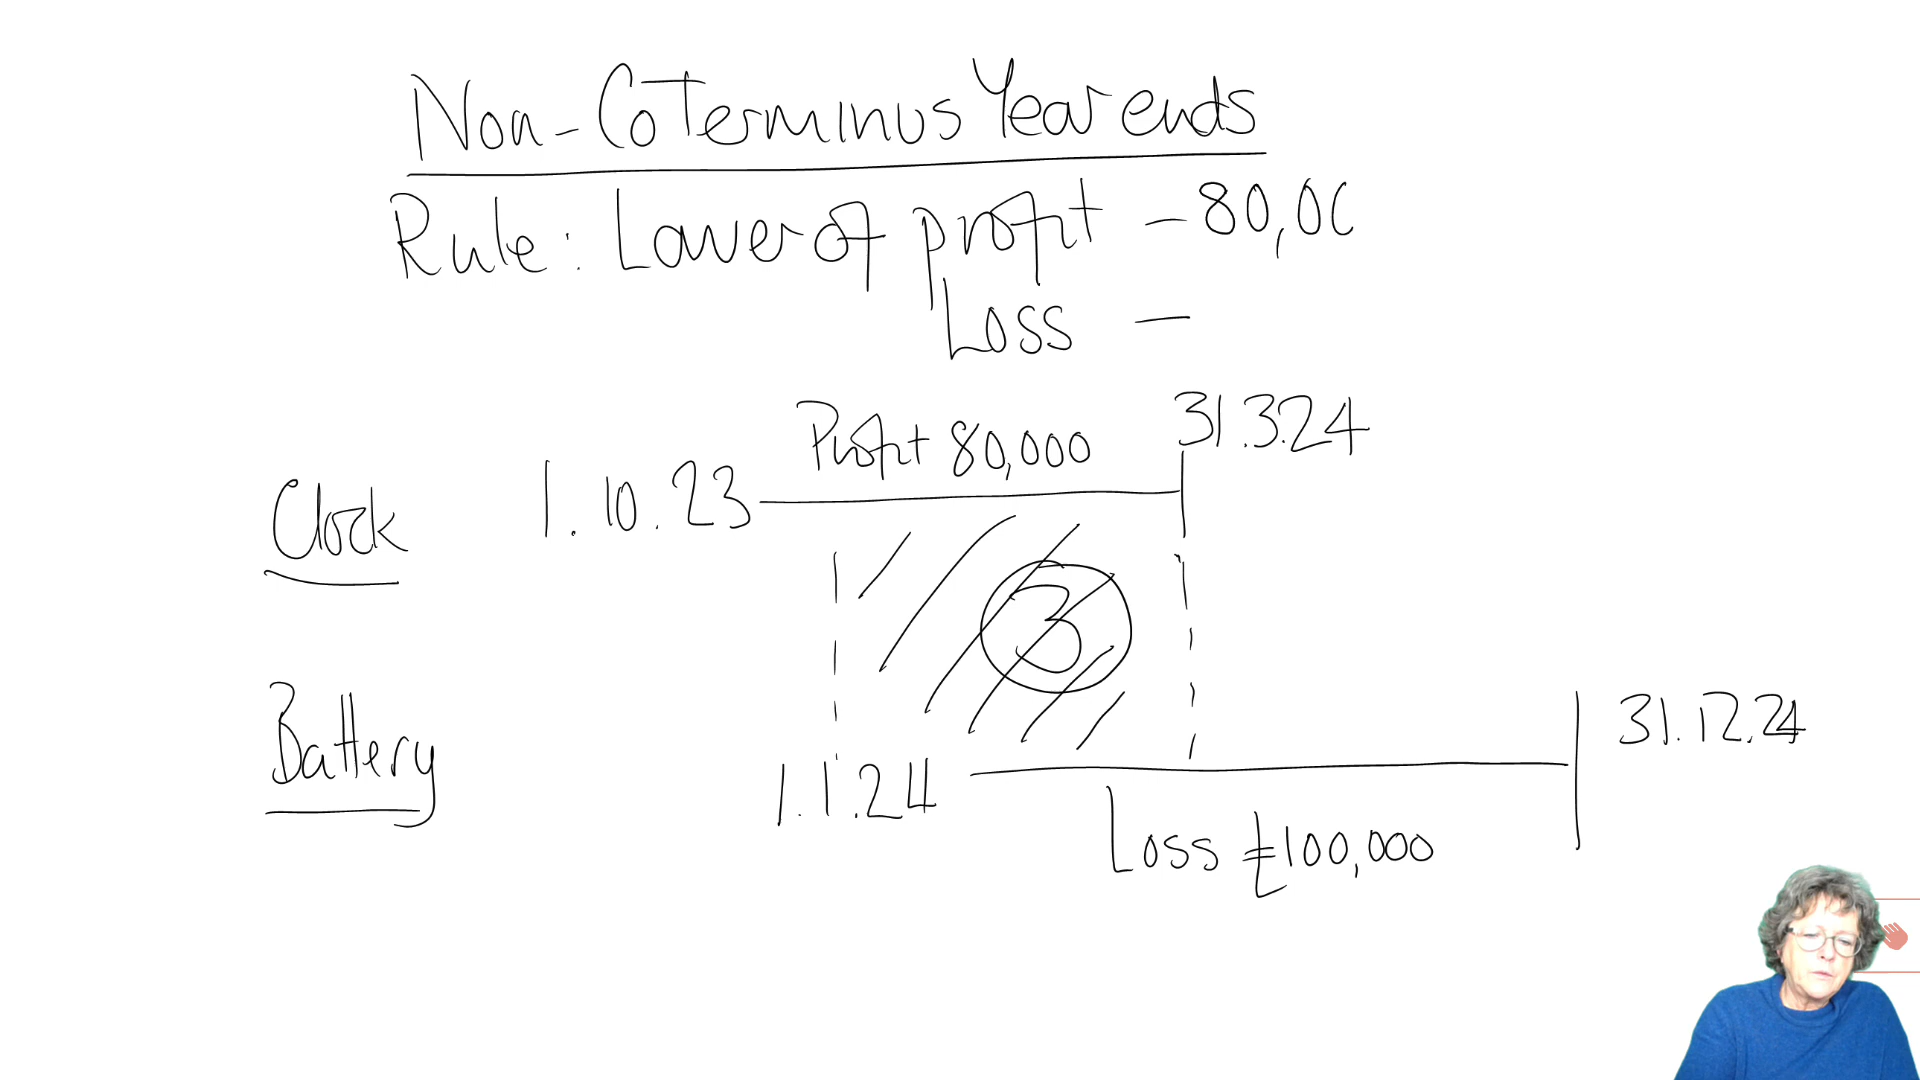 Non-Coterminus Year ends
Rule: Lower of profit - 80,00
Loss -
Profit 80,000
31.3.24
Clock
1.10.23
3
Battery
31.12.24
1.1.24
Loss £100,000